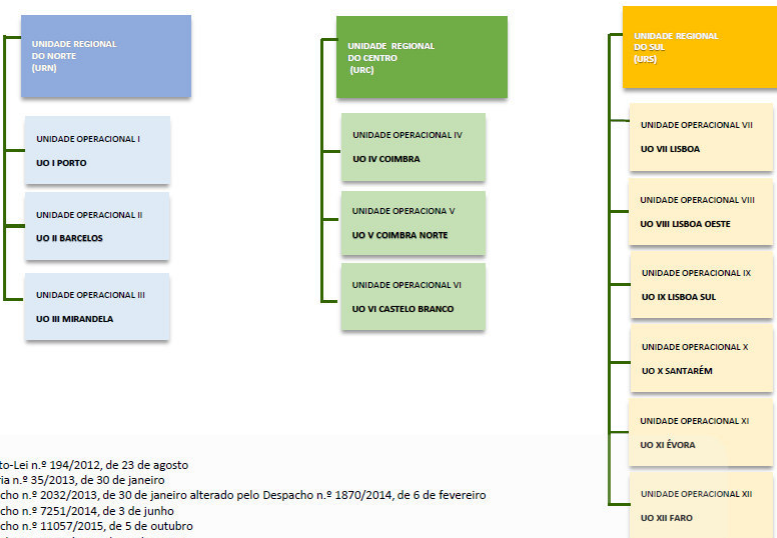 UNIDADE REGIONAL
DO NORTE
(URN)
UNIDADE OPERACIONAL I
UO I PORTO
UNIDADE OPERACIONAL II
UO II BARCELOS
UNIDADE OPERACIONAL III
UO III MIRANDELA
UNIDADE REGIONAL
DO CENTRO
(URC)
UNIDADE OPERACIONAL IV
UO IV COIMBRA
UNIDADE OPERACIONA V
UO V COIMBRA NORTE
UNIDADE OPERACIONAL VI
UO VI CASTELO BRANCO
UNIDADE REGIONAL
DO SUL
(URS)
UNIDADE OPERACIONAL VII
UO VII LISBOA
UNIDADE OPERACIONAL VIII
UO VIII LISBOA OESTE
UNIDADE OPERACIONAL IX
UO IX LISBOA SUL
UNIDADE OPERACIONAL X
UO X SANTARÉM
UNIDADE OPERACIONAL XI
UO XI ÉVORA
UNIDADE OPERACIONAL XII
UO XII FARO
to-Lei n.º 194/2012, de 23 de agosto
ria n.º 35/2013, de 30 de janeiro
cho n.º 2032/2013, de 30 de janeiro alterado pelo Despacho n.º 1870/2014, de 6 de fevereiro
cho n.º 7251/2014, de 3 de junho
cho n.º 11057/2015, de 5 de outubro